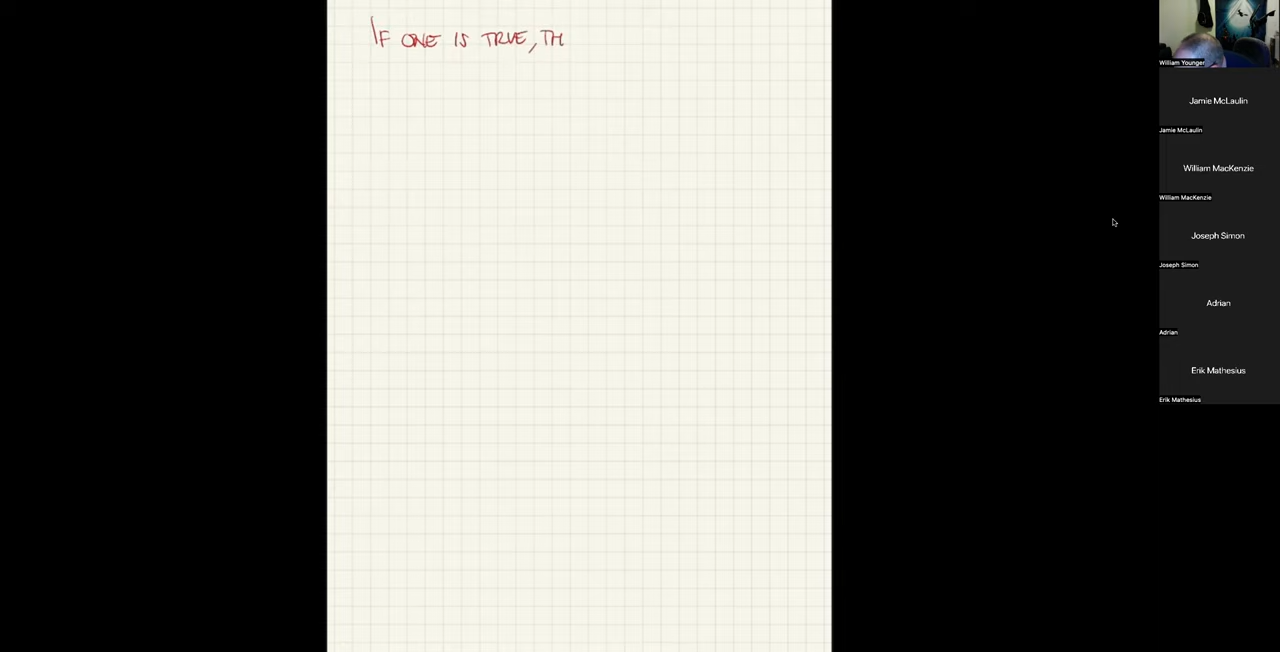 IF ONE IS TRUE, TH
William Younger
Jamie McLaulin
Jamie McLaulin
William MacKenzie
William MacKenzie
Joseph Simon
Joseph Simon
Adrian
Adrian
Erik Mathesius
Erik Mathesius